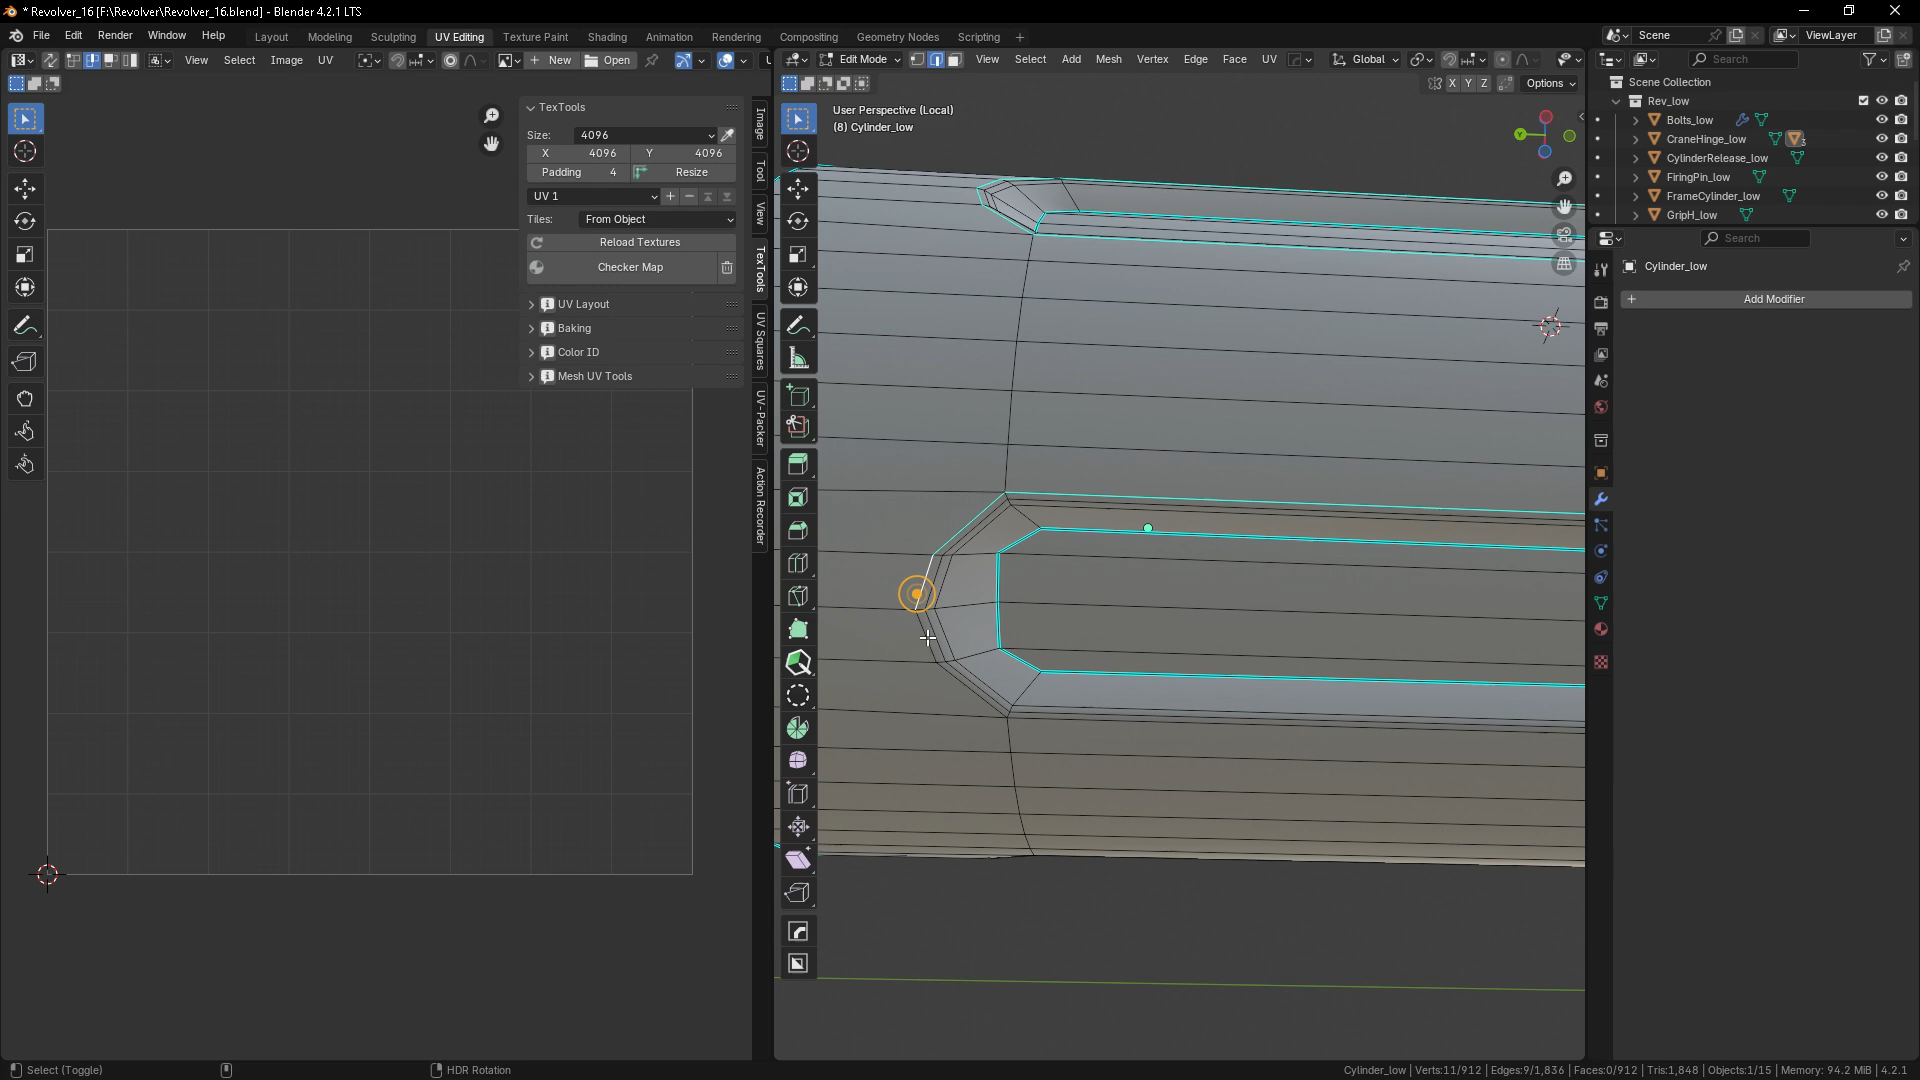 * Revolver_16 [F:\Revolver\Revolver_16.blend] - Blender 4.2.1 LTS
File Edit Render Window Help
Layout Modeling Sculpting UV Editing Texture Paint Shading Animation Rendering Compositing Geometry Nodes Scripting +
Scene ViewLayer
View Select Image UV
New Open
Edit Mode View Select Add Mesh Vertex Edge Face UV Global
Search
X Y Z Options
Scene Collection
Rev_low
Bolts_low
CraneHinge_low
3
CylinderRelease_low
FiringPin_low
FrameCylinder_low
GripH_low
Search
Cylinder_low
Add Modifier
TexTools
Size: 4096
X 4096 Y 4096
Padding 4 Resize
UV 1
Tiles: From Object
Reload Textures
Checker Map
UV Layout
Baking
Color ID
Mesh UV Tools
Image
Tool
View
TexTools
UV Squares
UV-Packer
Action Recorder
User Perspective (Local)
(8) Cylinder_low
Y
Select (Toggle) HDR Rotation
Cylinder_low | Verts:11/912 | Edges:9/1,836 | Faces:0/912 | Tris:1,848 | Objects:1/15 | Memory: 94.2 MiB | 4.2.1